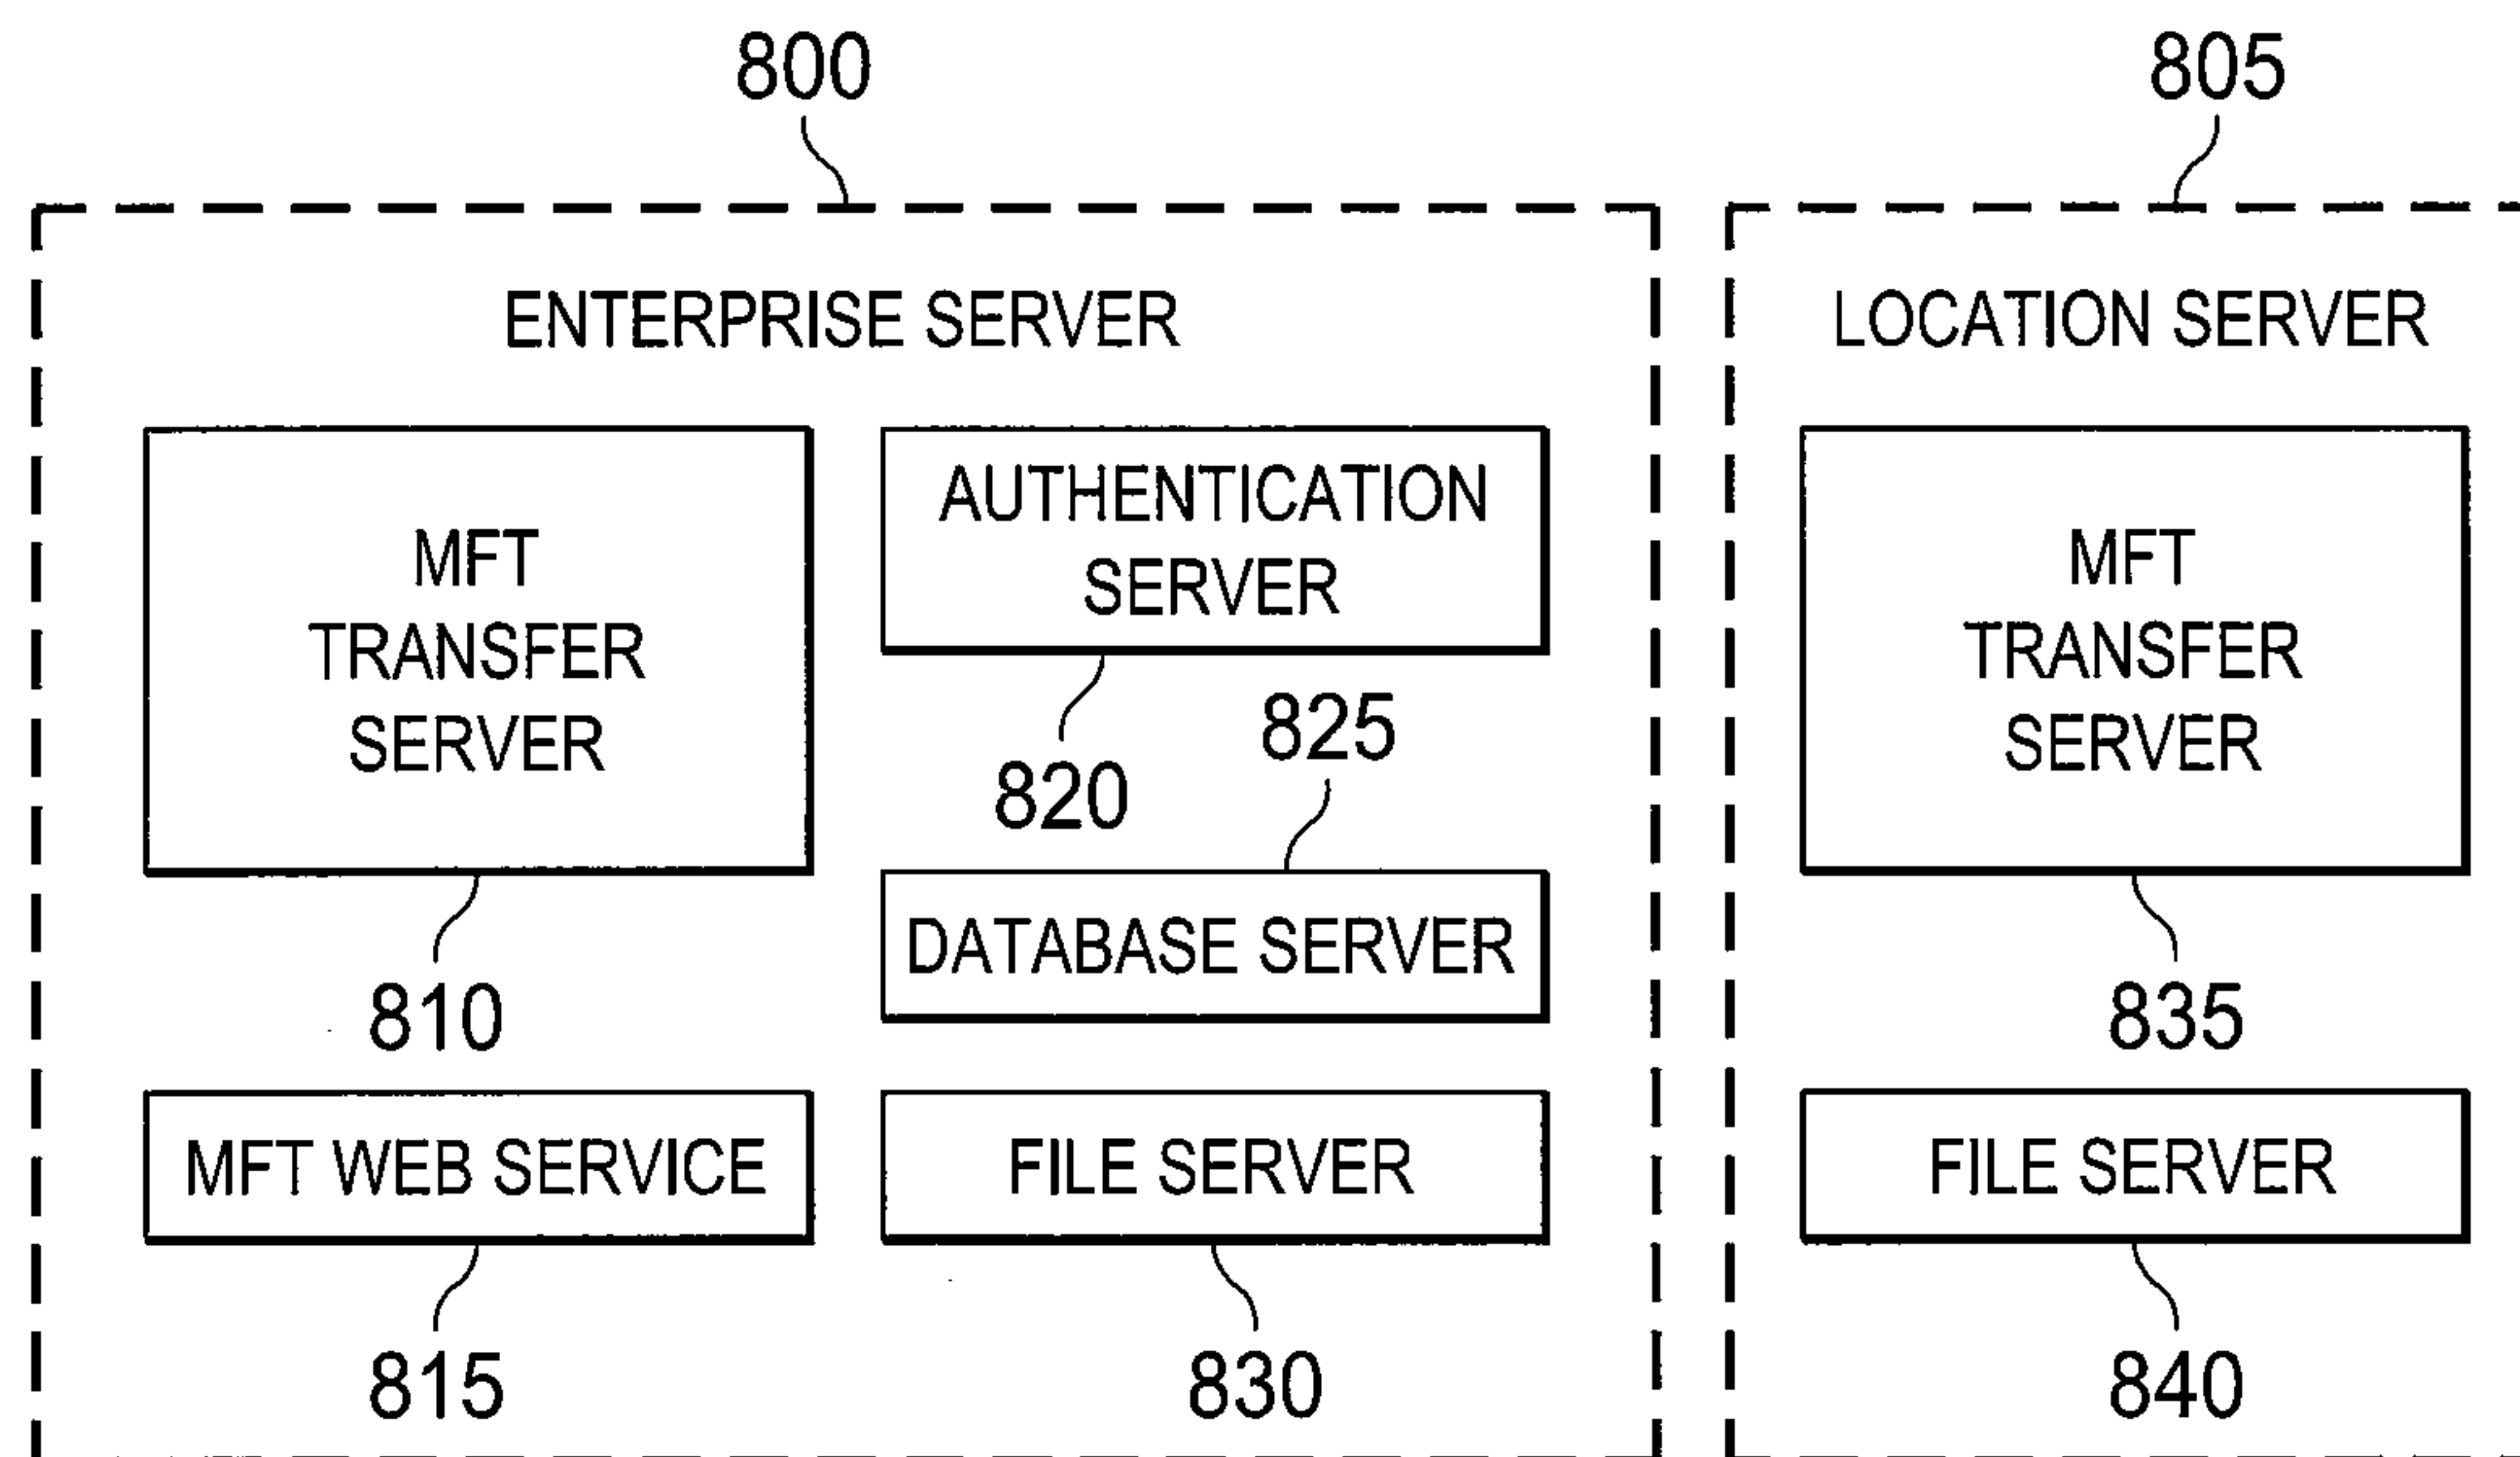 800
805
ENTERPRISE SERVER
LOCATION SERVER
MFT
TRANSFER
SERVER
810
AUTHENTICATION
SERVER
820
825
DATABASE SERVER
MFT
TRANSFER
SERVER
835
MFT WEB SERVICE
815
FILE SERVER
830
FILE SERVER
840